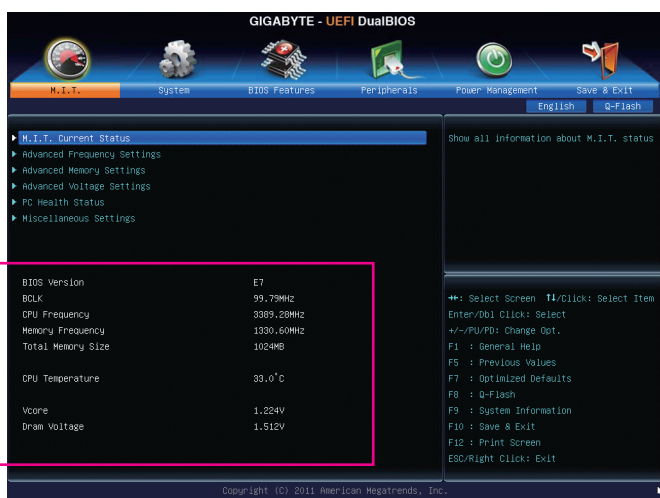 GIGABYTE - UEFI DualBIOS
M.I.T. System BIOS Features Peripherals Power Management Save & Exit
English Q-Flash
M.I.T. Current Status
Advanced Frequency Settings
Advanced Memory Settings
Advanced Voltage Settings
PC Health Status
Miscellaneous Settings
BIOS Version E7
BCLK 99.79MHz
CPU Frequency 3389.28MHz
Memory Frequency 1330.60MHz
Total Memory Size 1024MB
CPU Temperature 33.0°C
Vcore 1.224V
Dram Voltage 1.512V
Show all information about M.I.T. status
→←: Select Screen ↑↓/Click: Select Item
Enter/Dbl Click: Select
+/-/PU/PD: Change Opt.
F1 : General Help
F5 : Previous Values
F7 : Optimized Defaults
F8 : Q-Flash
F9 : System Information
F10 : Save & Exit
F12 : Print Screen
ESC/Right Click: Exit
Copyright (C) 2011 American Megatrends, Inc.